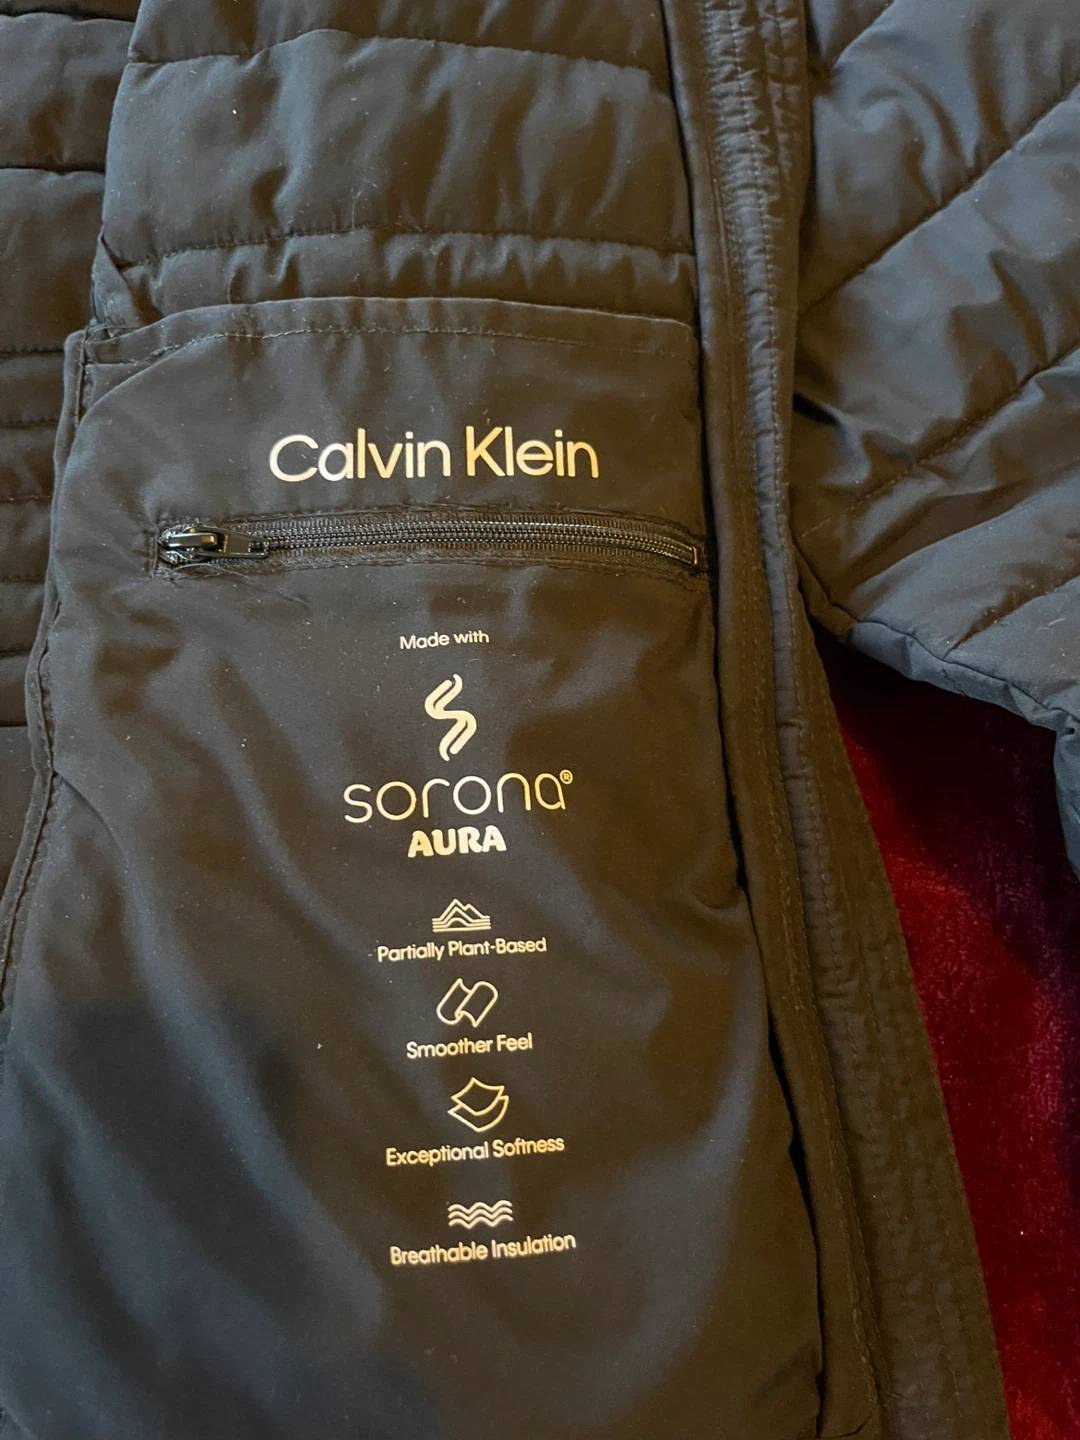 Calvin Klein
Made with
sorona®
AURA
Partially Plant-Based
Smoother Feel
Exceptional Softness
Breathable Insulation